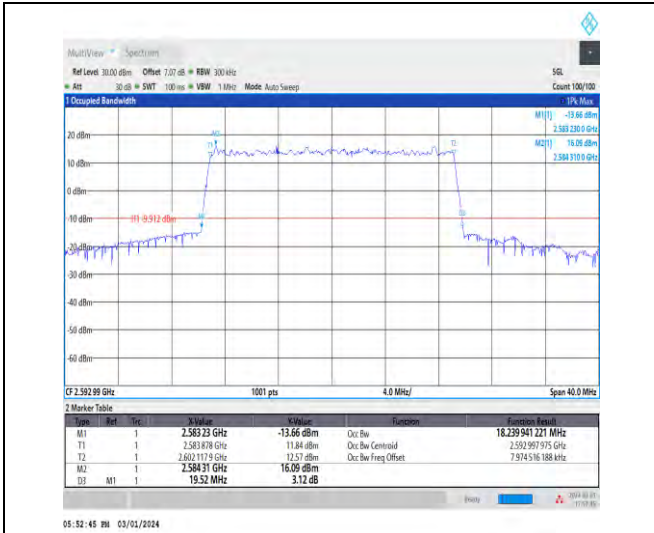 MultiView Spectrum
Ref Level 30.00 dBm Offset 7.07 dB RBW 300 kHz SGL
Att 30 dB SWT 100 ms VBW 1 MHz Mode Auto Sweep Count 100/100
1 Occupied Bandwidth 1Pk Max
M1[1] -13.66 dBm
2.583 230 0 GHz
M2[1] 16.09 dBm
2.584 310 0 GHz
20 dBm
M2
T1 T2
10 dBm
0 dBm
-10 dBm
H1 -9.912 dBm
-20 dBm
-30 dBm
-40 dBm
-50 dBm
-60 dBm
CF 2.592 99 GHz 1001 pts 4.0 MHz/ Span 40.0 MHz
2 Marker Table
Type Ref Trc X-Value Y-Value Function Function Result
M1 1 2.583 23 GHz -13.66 dBm Occ Bw 18.239 941 221 MHz
T1 1 2.583 878 GHz 11.84 dBm Occ Bw Centroid 2.592 997 975 GHz
T2 1 2.602 117 9 GHz 12.57 dBm Occ Bw Freq Offset 7.974 516 188 kHz
M2 1 2.584 31 GHz 16.09 dBm
D3 M1 1 19.52 MHz 3.12 dB
Ready
05:52:45 PM 03/01/2024